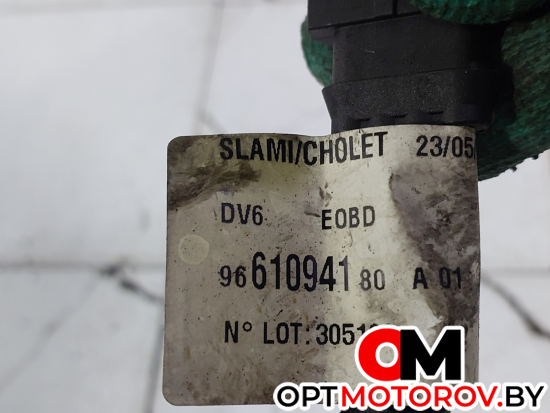 SLAMI/CHOLET 23/05
DV6 EOBD
96 610941 80 A 01
N° LOT: 3051
OM
OPTMOTOROV.BY